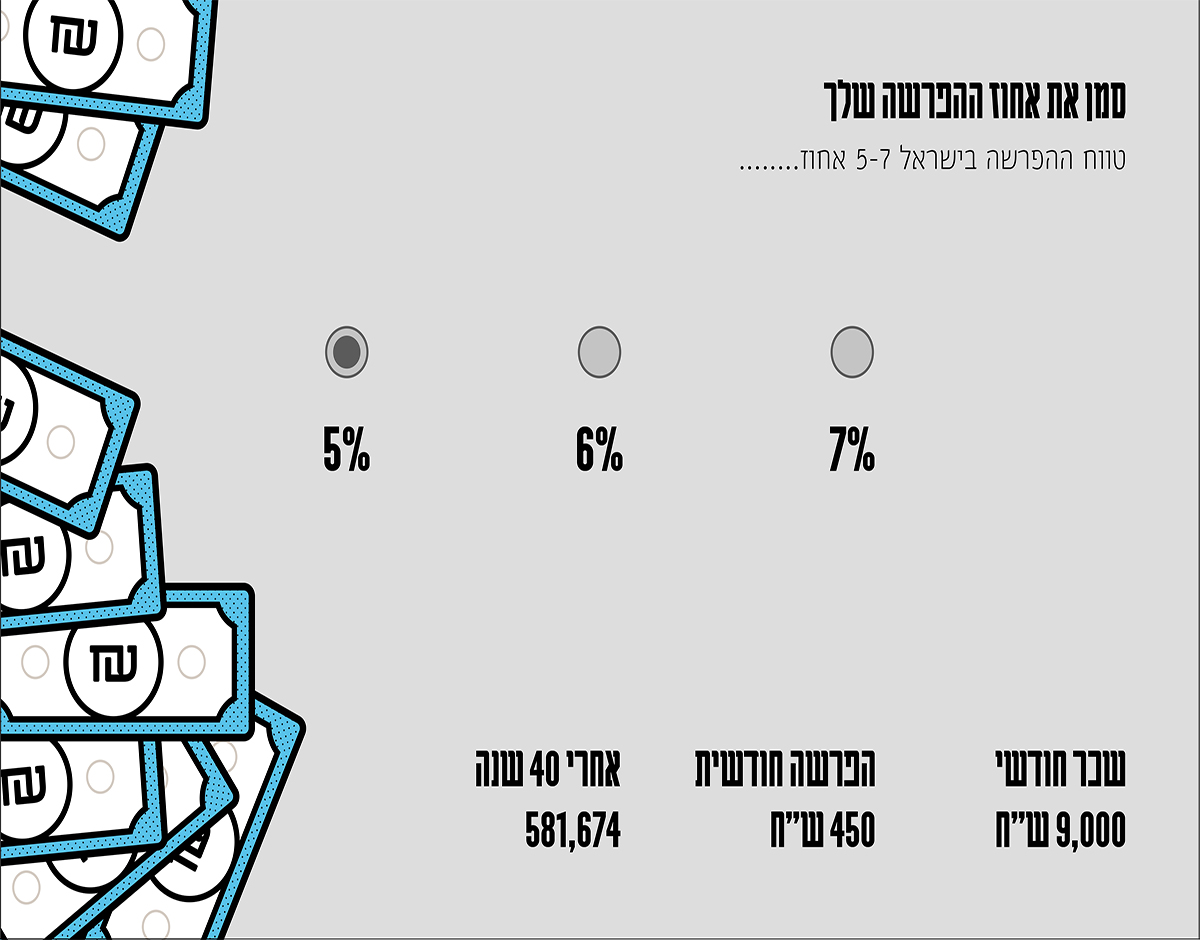 סמן את אחוז ההפרשה שלך
טווח ההפרשה בישראל 5-7 אחוז........
5% 6% 7%
שכר חודשי הפרשה חודשית אחרי 40 שנה
9,000 ש"ח 450 ש"ח 581,674